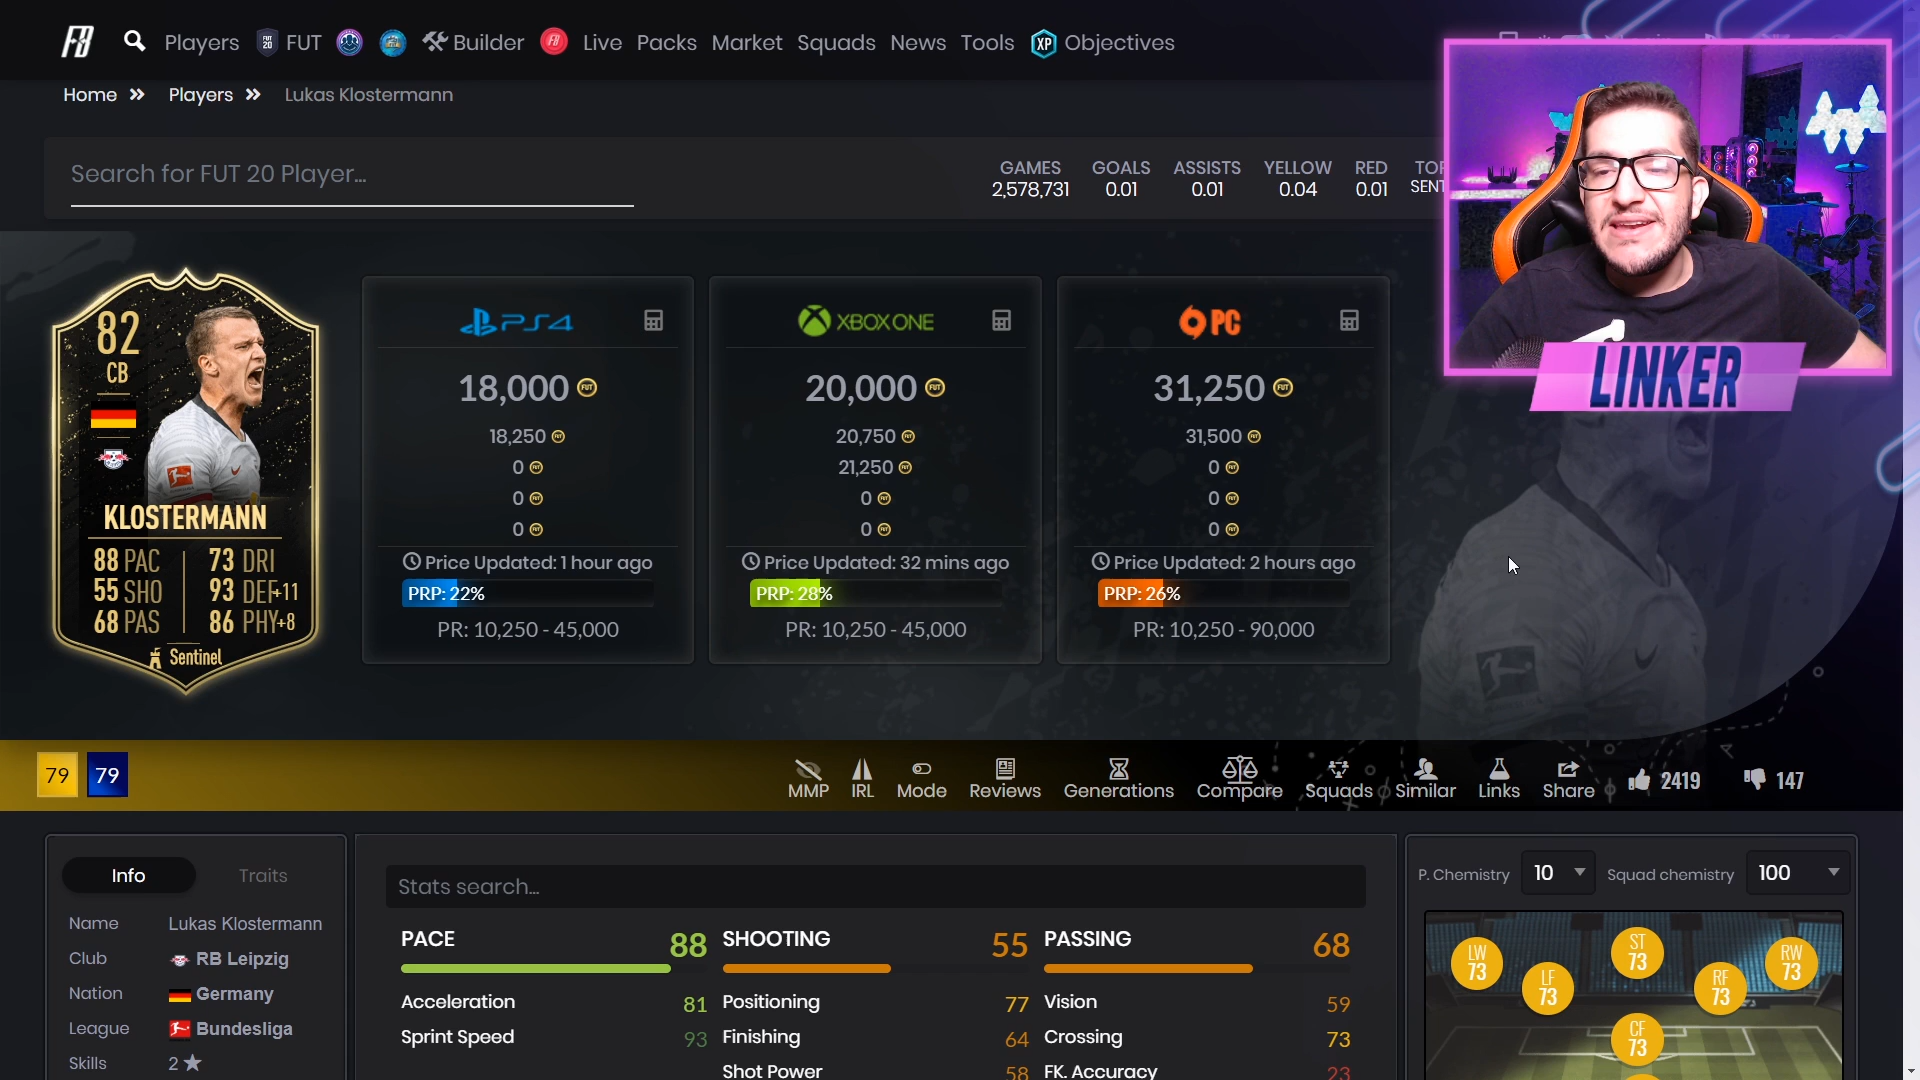 Players
FUT
Builder
Live
Packs
Market
Squads
News
Tools
XP
Objectives
Home
Players
Lukas Klostermann
Search for FUT 20 Player...
GAMES GOALS ASSISTS YELLOW RED
2,578,731 0.01 0.01 0.04 0.01
LINKER
82
CB
KLOSTERMANN
88 PAC 73 DRI
55 SHO 93 DEF+11
68 PAS 86 PHY+8
Sentinel
PS4
18,000
18,250
0
0
0
Price Updated: 1 hour ago
PRP: 22%
PR: 10,250 - 45,000
XBOX ONE
20,000
20,750
21,250
0
0
Price Updated: 32 mins ago
PRP: 28%
PR: 10,250 - 45,000
PC
31,250
31,500
0
0
0
Price Updated: 2 hours ago
PRP: 26%
PR: 10,250 - 90,000
79 79
MMP IRL Mode Reviews Generations Compare Squads Similar Links Share 2419 147
Info Traits
Name Lukas Klostermann
Club RB Leipzig
Nation Germany
League Bundesliga
Skills 2
Stats search...
PACE 88
Acceleration 81
Sprint Speed 93
SHOOTING 55
Positioning 77
Finishing 64
Shot Power 58
PASSING 68
Vision 59
Crossing 73
FK. Accuracy 23
P. Chemistry 10 Squad chemistry 100
LW
73
LF
73
ST
73
RF
73
RW
73
CF
73